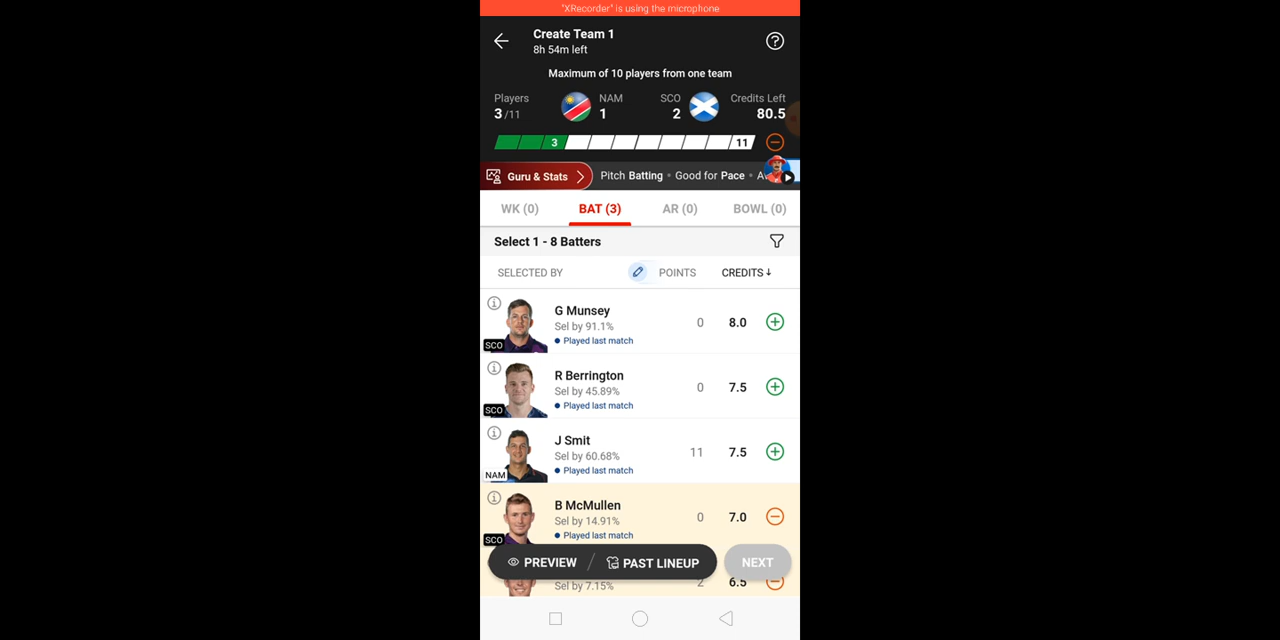 "XRecorder" is using the microphone
Create Team 1
8h 54m left
Maximum of 10 players from one team
Players NAM SCO Credits Left
3/11 1 2 80.5
3 11
Guru & Stats Pitch Batting • Good for Pace • A
WK (0) BAT (3) AR (0) BOWL (0)
Select 1 - 8 Batters
SELECTED BY POINTS CREDITS↓
G Munsey
Sel by 91.1% 0 8.0
Played last match
SCO
R Berrington
Sel by 45.89% 0 7.5
Played last match
SCO
J Smit
Sel by 60.68% 11 7.5
Played last match
NAM
B McMullen
Sel by 14.91% 0 7.0
Played last match
SCO
PREVIEW / PAST LINEUP NEXT
Sel by 7.15% 2 6.5